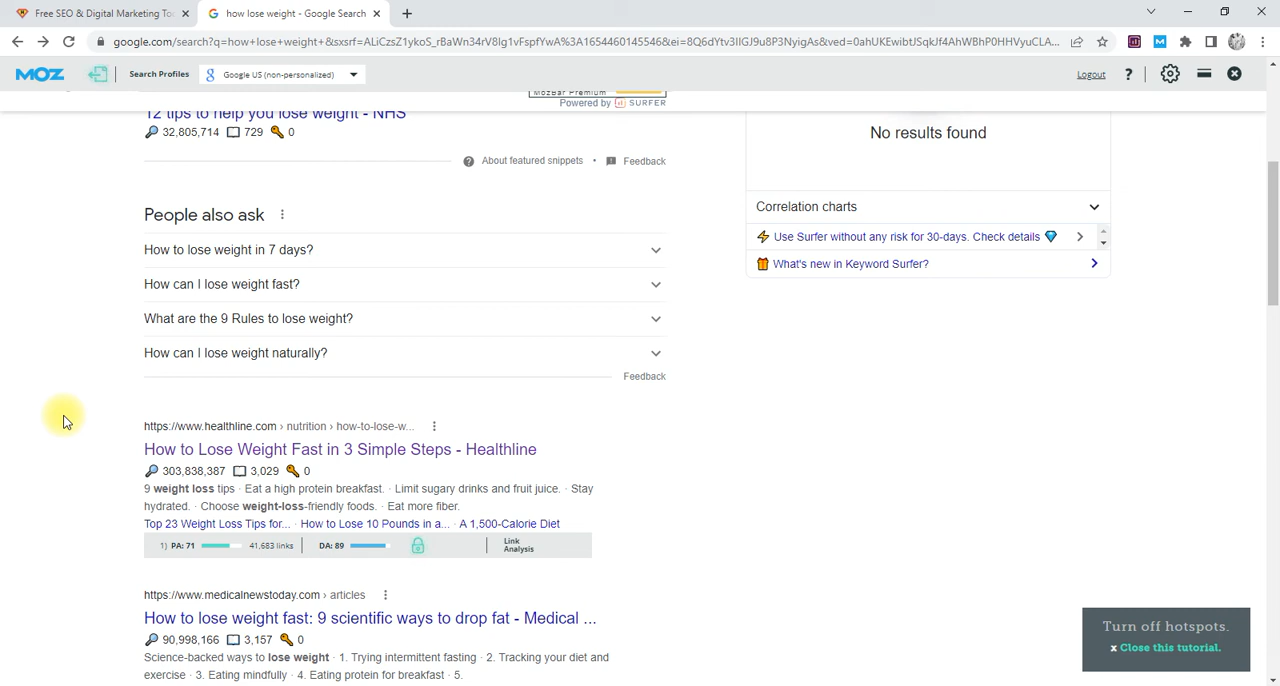 Free SEO & Digital Marketing Too
how lose weight - Google Search
google.com/search?q=how+lose+weight+&sxsrf=ALiCzsZ1ykoS_rBaWn34rV8Ig1vFspfYwA%3A1654460145546&ei=8Q6dYtv3IIGJ9u8P3NyigAs&ved=0ahUKEwibtJSqkJf4AhWBhP0HHVyuCLA...
MOZ
Search Profiles
Google US (non-personalized)
Logout
?
MozBar Premium
Powered by SURFER
12 tips to help you lose weight - NHS
32,805,714 729 0
About featured snippets • Feedback
People also ask
How to lose weight in 7 days?
How can I lose weight fast?
What are the 9 Rules to lose weight?
How can I lose weight naturally?
Feedback
https://www.healthline.com › nutrition › how-to-lose-w...
How to Lose Weight Fast in 3 Simple Steps - Healthline
303,838,387 3,029 0
9 weight loss tips · Eat a high protein breakfast. · Limit sugary drinks and fruit juice. · Stay
hydrated. · Choose weight-loss-friendly foods. · Eat more fiber.
Top 23 Weight Loss Tips for... · How to Lose 10 Pounds in a... · A 1,500-Calorie Diet
1) PA: 71 41,683 links DA: 89 Link Analysis
https://www.medicalnewstoday.com › articles
How to lose weight fast: 9 scientific ways to drop fat - Medical ...
90,998,166 3,157 0
Science-backed ways to lose weight · 1. Trying intermittent fasting · 2. Tracking your diet and
exercise · 3. Eating mindfully · 4. Eating protein for breakfast · 5.
No results found
Correlation charts
Use Surfer without any risk for 30-days. Check details
What's new in Keyword Surfer?
Turn off hotspots.
x Close this tutorial.